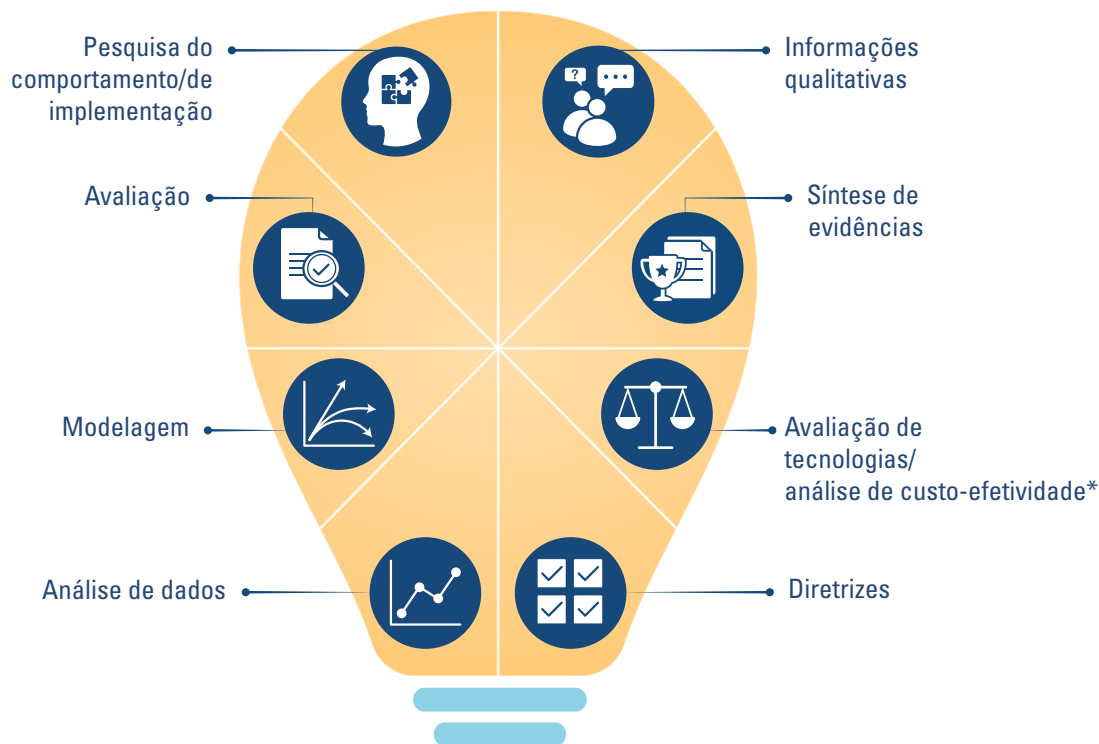 Pesquisa do
comportamento/de
implementação
Informações
qualitativas
Avaliação
Síntese de
evidências
Modelagem
Avaliação de
tecnologias/
análise de custo-efetividade*
Análise de dados
Diretrizes
?